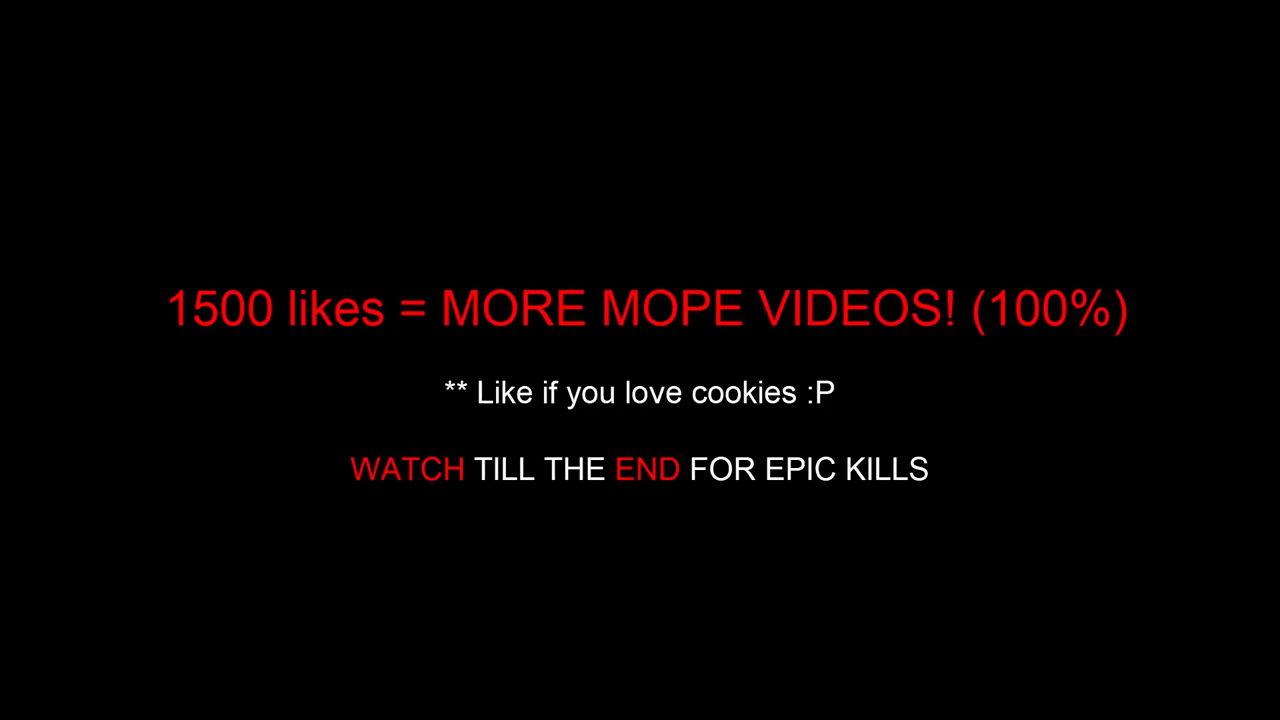 1500 likes = MORE MOPE VIDEOS! (100%)
** Like if you love cookies :P
WATCH TILL THE END FOR EPIC KILLS